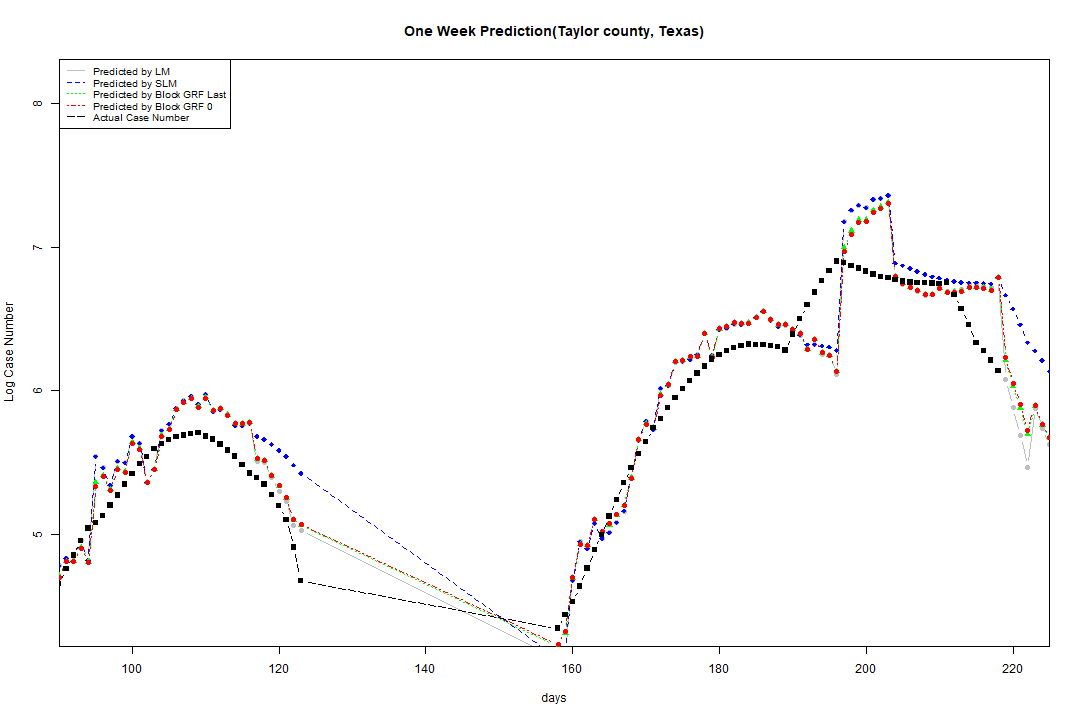 One Week Prediction(Taylor county, Texas)
Predicted by LM
Predicted by SLM
Predicted by Block GRF Last
Predicted by Block GRF 0
Actual Case Number
8
7
6
5
Log Case Number
100 120 140 160 180 200 220
days